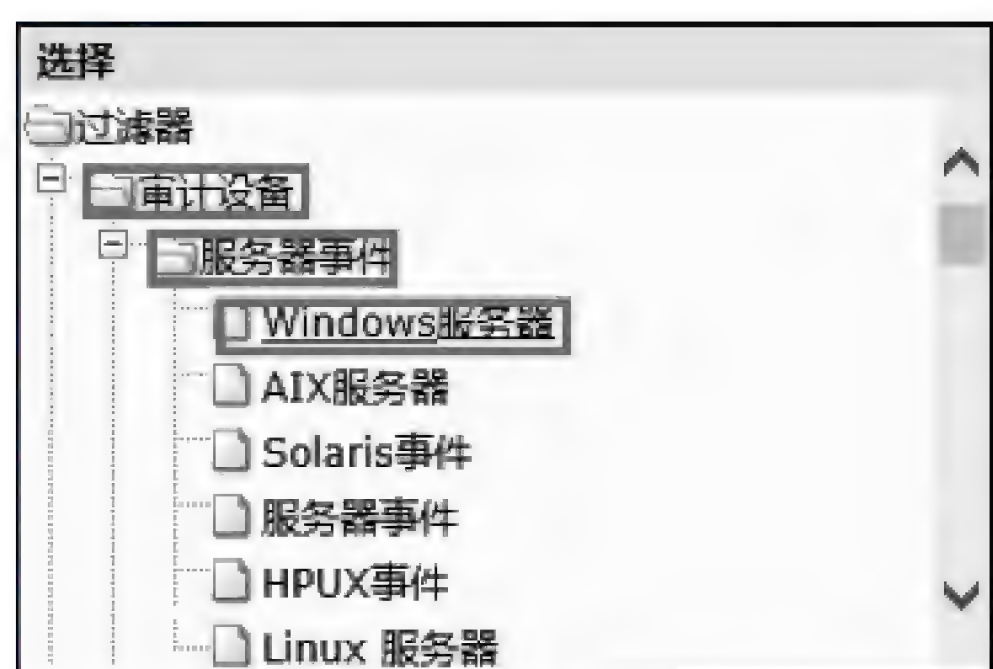 选择
过滤器
审计设备
服务器事件
Windows服务器
AIX服务器
Solaris事件
服务器事件
HPUX事件
Linux 服务器